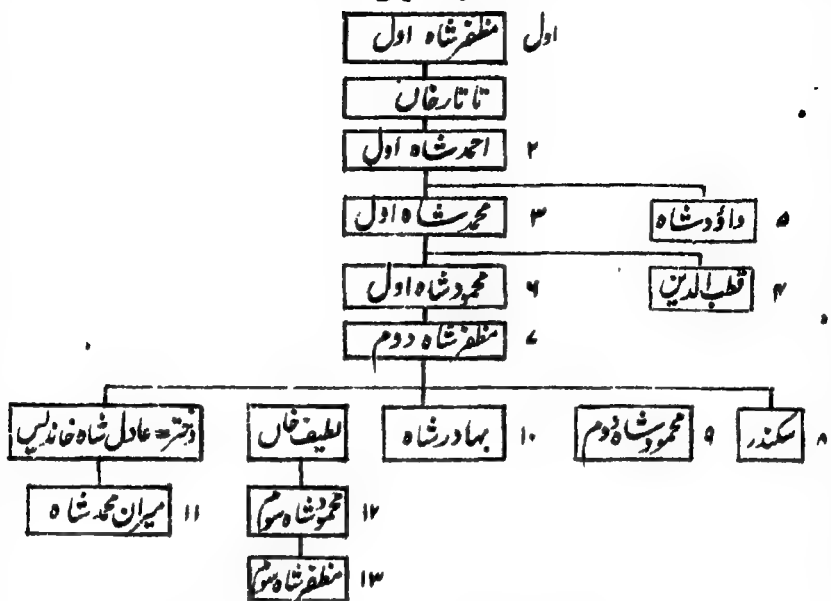 اول مظفر شاہ اول
تاتار خان
۲ احمد شاہ اول
۳ محمد شاہ اول ۵ داؤد شاہ
۶ محمود شاہ اول ۴ قطب الدین
۷ مظفر شاہ دوم
۸ سکندر ۹ محمود شاہ دوم ۱۰ بہادر شاہ لطیف خاں دختر = عادل شاہ خاندیس
۱۲ محمود شاہ سوم ۱۱ میران محمد شاہ
۱۳ مظفر شاہ سوم